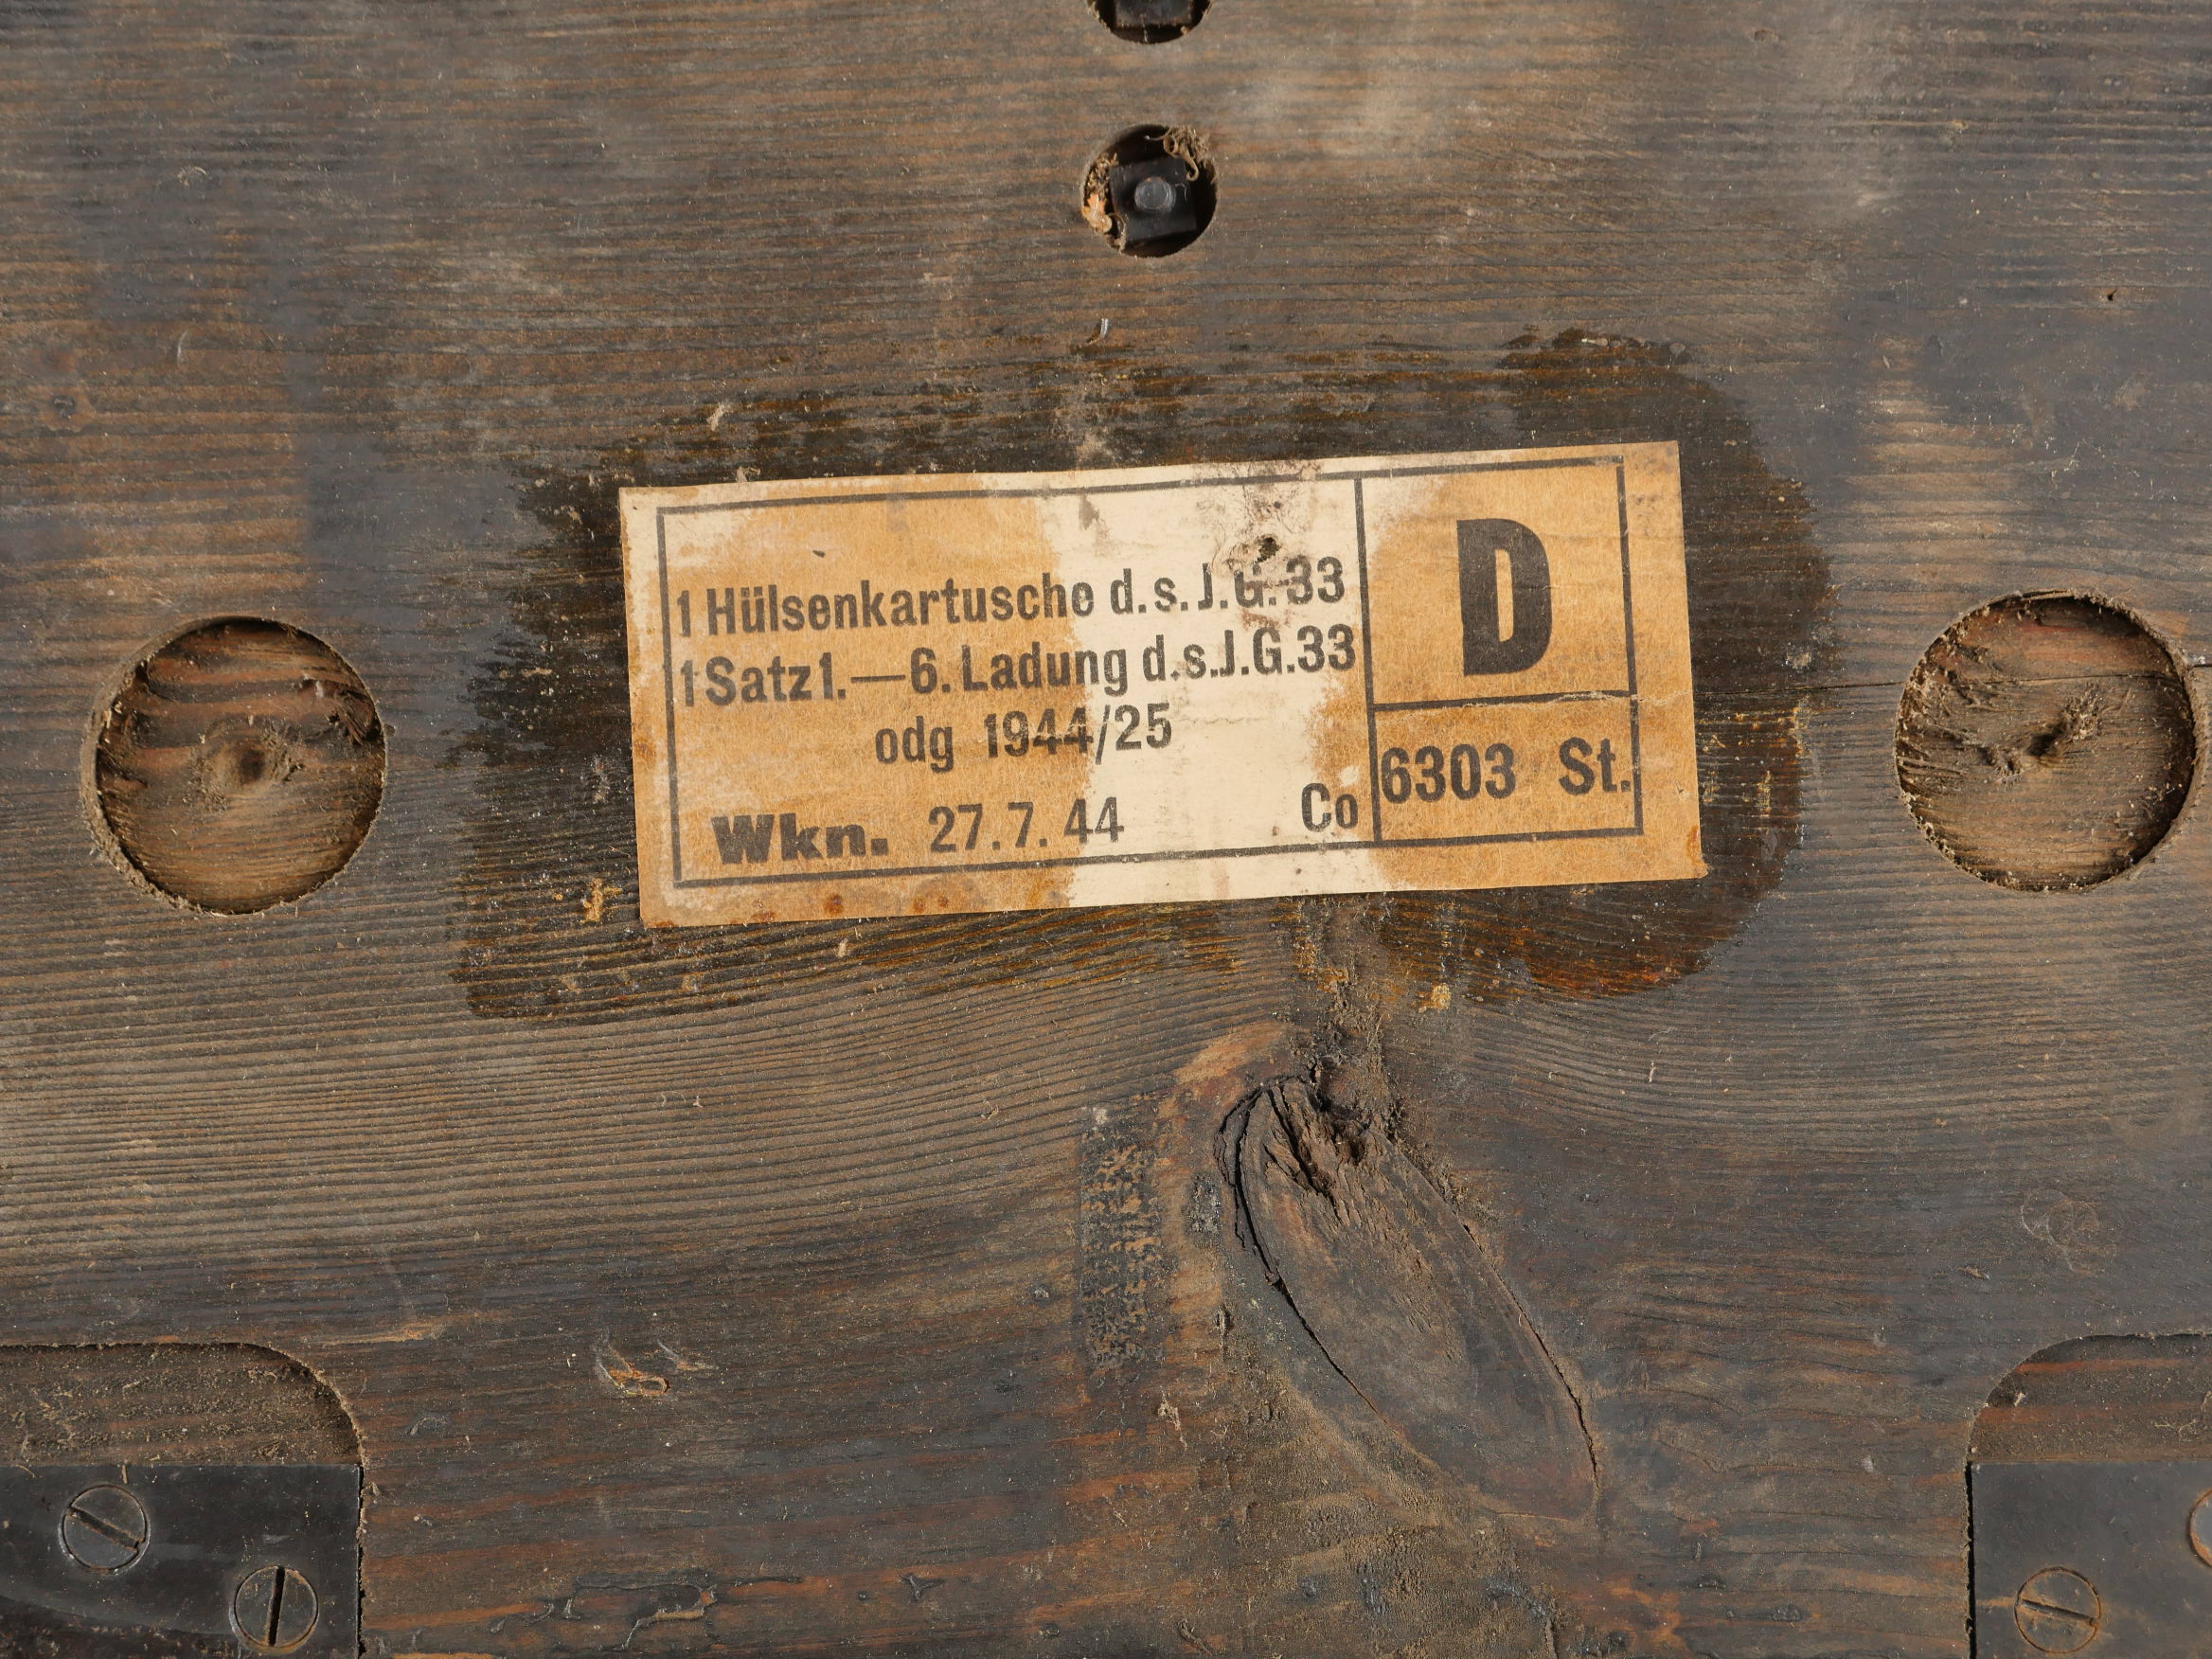 1 Hülsenkartusche d. s. J. G. 33
1 Satz 1.—6. Ladung d.s.J.G.33
odg 1944/25
Wkn. 27. 7. 44 Co
D
6303 St.